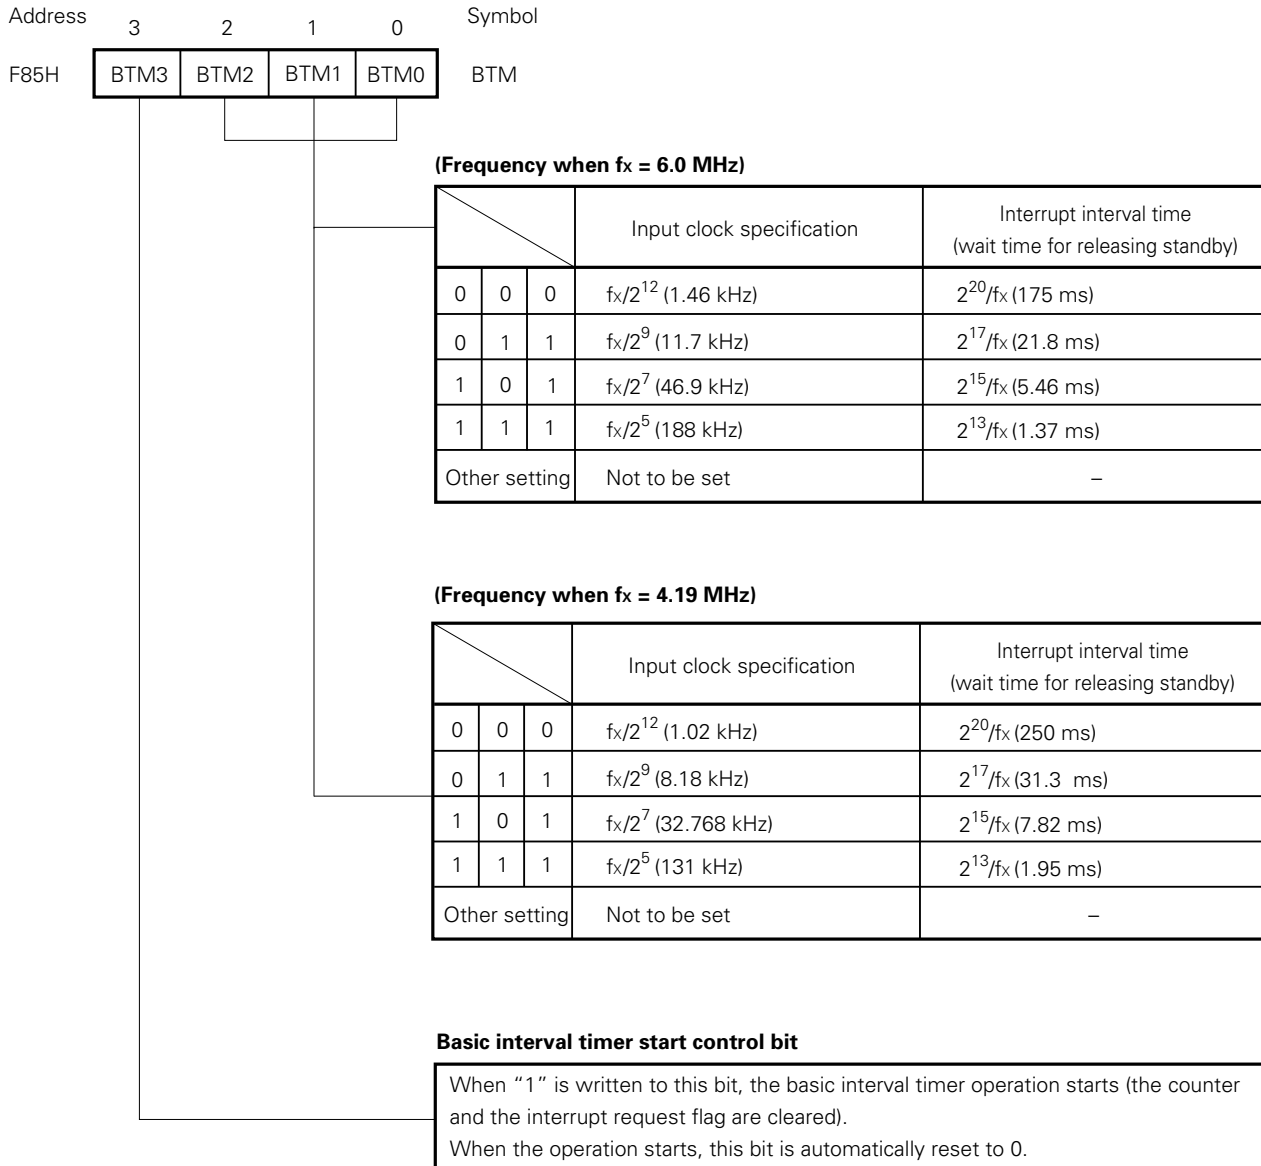 Address 3 2 1 0 Symbol
F85H BTM3 BTM2 BTM1 BTM0 BTM
(Frequency when fx = 6.0 MHz)
Input clock specification Interrupt interval time
(wait time for releasing standby)
0 0 0 fx/2^12 (1.46 kHz) 2^20/fx (175 ms)
0 1 1 fx/2^9 (11.7 kHz) 2^17/fx (21.8 ms)
1 0 1 fx/2^7 (46.9 kHz) 2^15/fx (5.46 ms)
1 1 1 fx/2^5 (188 kHz) 2^13/fx (1.37 ms)
Other setting Not to be set –
(Frequency when fx = 4.19 MHz)
Input clock specification Interrupt interval time
(wait time for releasing standby)
0 0 0 fx/2^12 (1.02 kHz) 2^20/fx (250 ms)
0 1 1 fx/2^9 (8.18 kHz) 2^17/fx (31.3 ms)
1 0 1 fx/2^7 (32.768 kHz) 2^15/fx (7.82 ms)
1 1 1 fx/2^5 (131 kHz) 2^13/fx (1.95 ms)
Other setting Not to be set –
Basic interval timer start control bit
When “1” is written to this bit, the basic interval timer operation starts (the counter
and the interrupt request flag are cleared).
When the operation starts, this bit is automatically reset to 0.